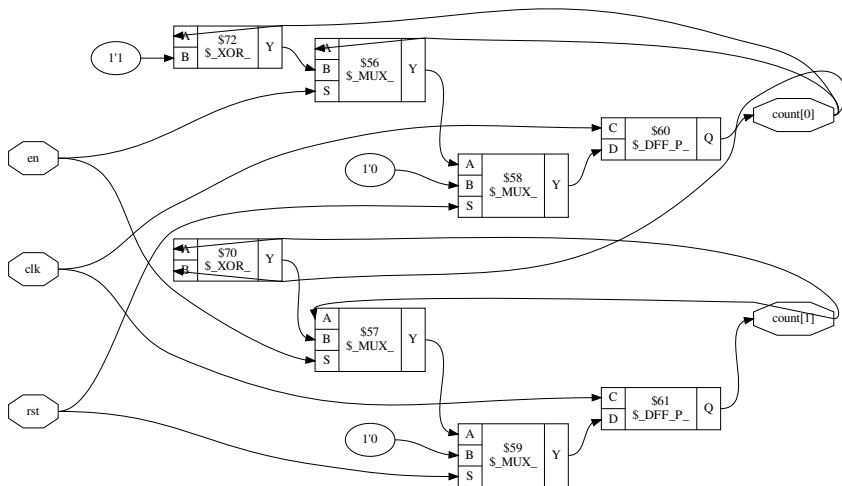 A
B
$72
$_XOR_
Y
1'1
A
B
S
$56
$_MUX_
Y
count[0]
C
D
$60
$_DFF_P_
Q
en
A
B
S
$58
$_MUX_
Y
1'0
A
B
$70
$_XOR_
Y
clk
A
B
S
$57
$_MUX_
Y
count[1]
C
D
$61
$_DFF_P_
Q
rst
A
B
S
$59
$_MUX_
Y
1'0